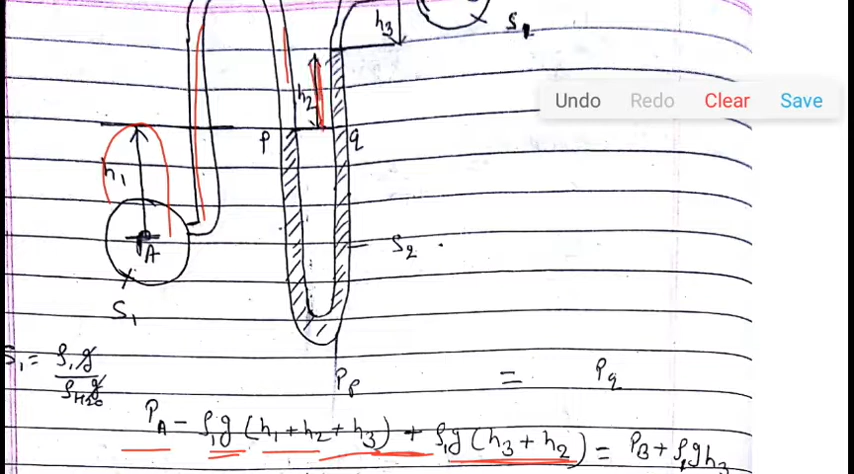 h3
S1
h2
Undo Redo Clear Save
P q
h1
A
S2
S1
S1 = ρ1g / ρH2O g
Pp = Pq
PA - ρ1g (h1 + h2 + h3) + ρ1g (h3 + h2) = PB + ρ1gh3